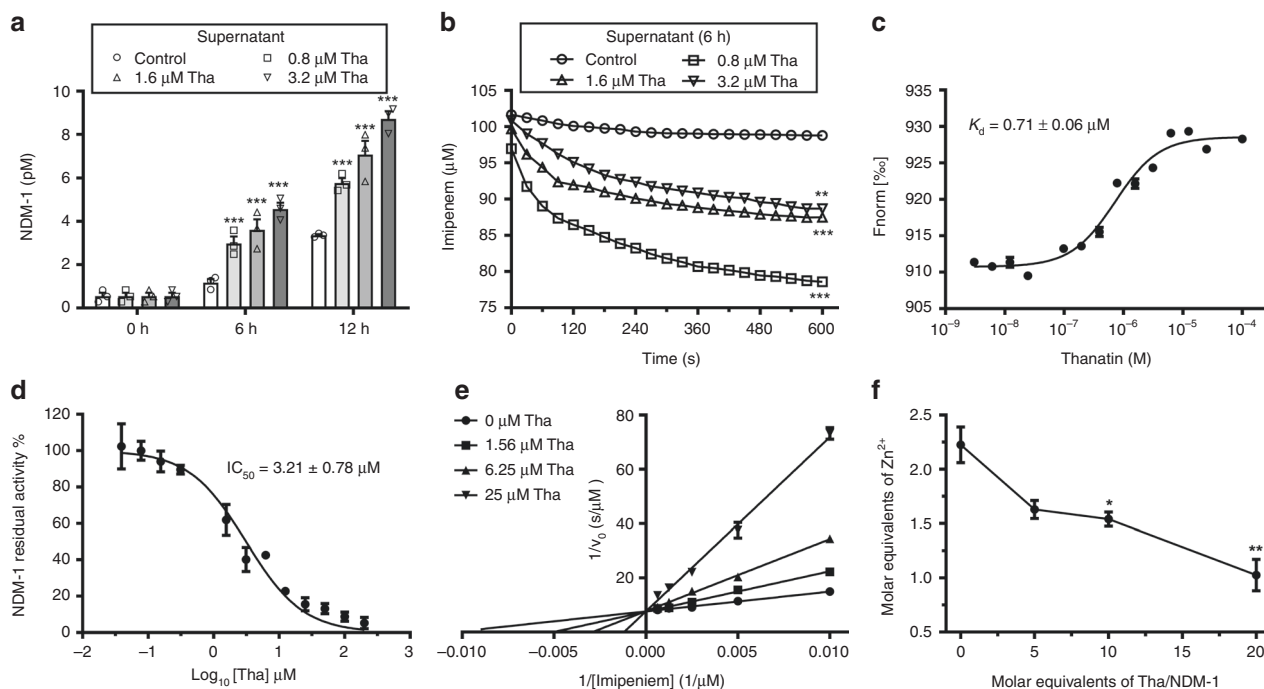 a
Supernatant
Control
0.8 μM Tha
1.6 μM Tha
3.2 μM Tha
NDM-1 (pM)
10
8
6
4
2
0
***
***
***
***
***
***
0 h
6 h
12 h
b
Supernatant (6 h)
Control
0.8 μM Tha
1.6 μM Tha
3.2 μM Tha
Imipenem (μM)
105
100
95
90
85
80
75
**
***
***
0
120
240
360
480
600
Time (s)
c
Fnorm [‰]
935
930
925
920
915
910
905
Kd = 0.71 ± 0.06 μM
10⁻⁹
10⁻⁸
10⁻⁷
10⁻⁶
10⁻⁵
10⁻⁴
Thanatin (M)
d
NDM-1 residual activity %
120
100
80
60
40
20
0
IC50 = 3.21 ± 0.78 μM
−2
−1
0
1
2
3
Log10 [Tha] μM
e
0 μM Tha
1.56 μM Tha
6.25 μM Tha
25 μM Tha
1/v0 (s/μM)
80
60
40
20
−0.010
−0.005
0.000
0.005
0.010
1/[Imipeniem] (1/μM)
f
Molar equivalents of Zn²⁺
2.5
2.0
1.5
1.0
0.5
*
**
0
5
10
15
20
Molar equivalents of Tha/NDM-1